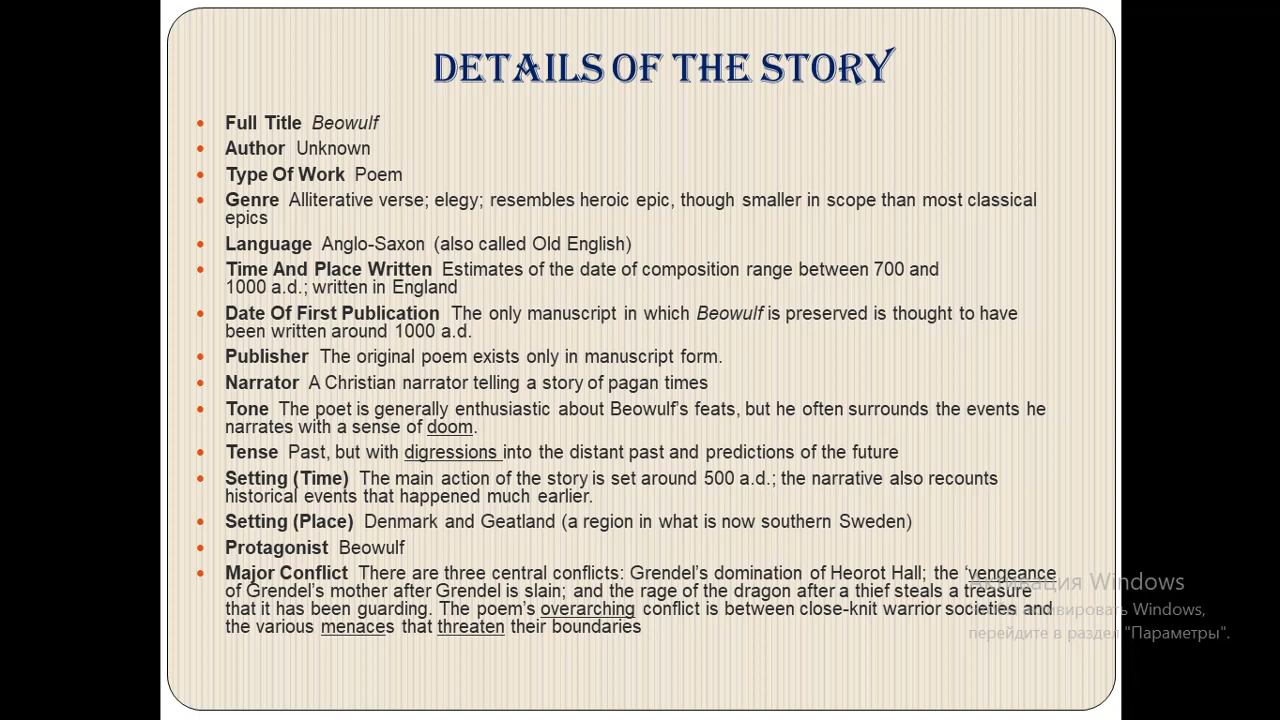 DETAILS OF THE STORY
• Full Title Beowulf
• Author Unknown
• Type Of Work Poem
• Genre Alliterative verse; elegy; resembles heroic epic, though smaller in scope than most classical
epics
• Language Anglo-Saxon (also called Old English)
• Time And Place Written Estimates of the date of composition range between 700 and
1000 a.d.; written in England
• Date Of First Publication The only manuscript in which Beowulf is preserved is thought to have
been written around 1000 a.d.
• Publisher The original poem exists only in manuscript form.
• Narrator A Christian narrator telling a story of pagan times
• Tone The poet is generally enthusiastic about Beowulf's feats, but he often surrounds the events he
narrates with a sense of doom.
• Tense Past, but with digressions into the distant past and predictions of the future
• Setting (Time) The main action of the story is set around 500 a.d.; the narrative also recounts
historical events that happened much earlier.
• Setting (Place) Denmark and Geatland (a region in what is now southern Sweden)
• Protagonist Beowulf
• Major Conflict There are three central conflicts: Grendel's domination of Heorot Hall; the 'vengeance
of Grendel's mother after Grendel is slain; and the rage of the dragon after a thief steals a treasure
that it has been guarding. The poem's overarching conflict is between close-knit warrior societies and
the various menaces that threaten their boundaries
Активация Windows
активировать Windows,
перейдите в раздел "Параметры".